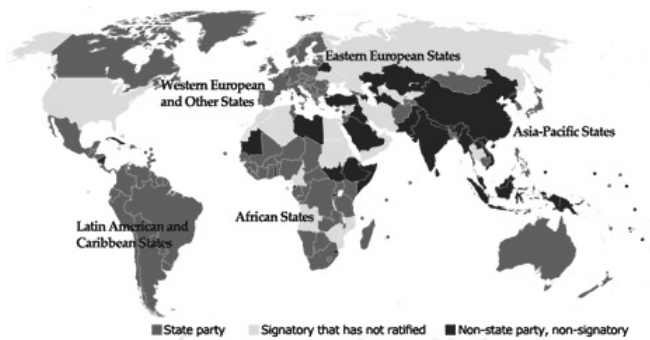 Eastern European States
Western European
and Other States
Asia-Pacific States
African States
Latin American and
Caribbean States
State party
Signatory that has not ratified
Non-state party, non-signatory